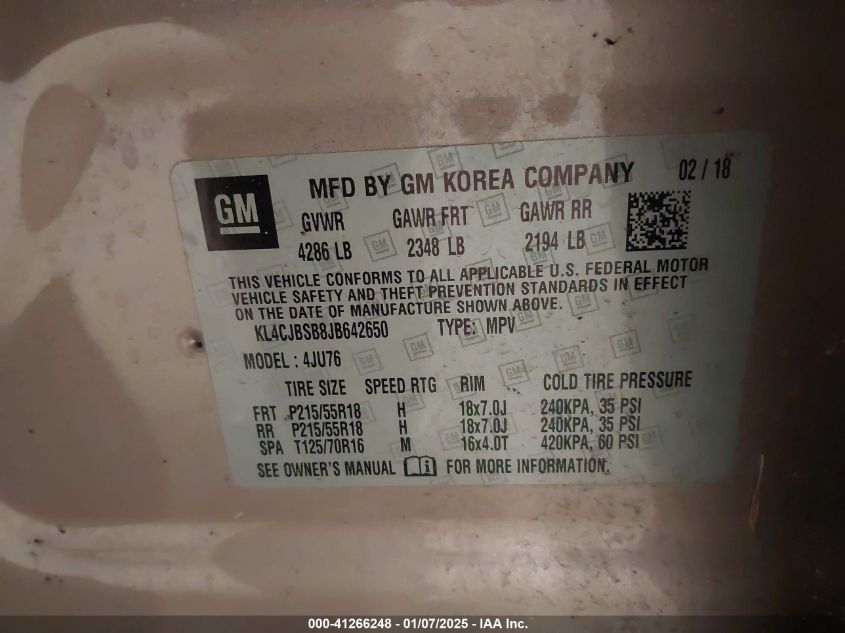 GM
MFD BY GM KOREA COMPANY 02 / 18
GVWR GAWR FRT GAWR RR
4286 LB 2348 LB 2194 LB
THIS VEHICLE CONFORMS TO ALL APPLICABLE U.S. FEDERAL MOTOR
VEHICLE SAFETY AND THEFT PREVENTION STANDARDS IN EFFECT
ON THE DATE OF MANUFACTURE SHOWN ABOVE.
KL4CJBSB8JB642650 TYPE: MPV
MODEL : 4JU76
TIRE SIZE SPEED RTG RIM COLD TIRE PRESSURE
FRT P215/55R18 H 18x7.0J 240KPA, 35 PSI
RR P215/55R18 H 18x7.0J 240KPA, 35 PSI
SPA T125/70R16 M 16x4.0T 420KPA, 60 PSI
SEE OWNER'S MANUAL i FOR MORE INFORMATION.
000-41266248 - 01/07/2025 - IAA Inc.